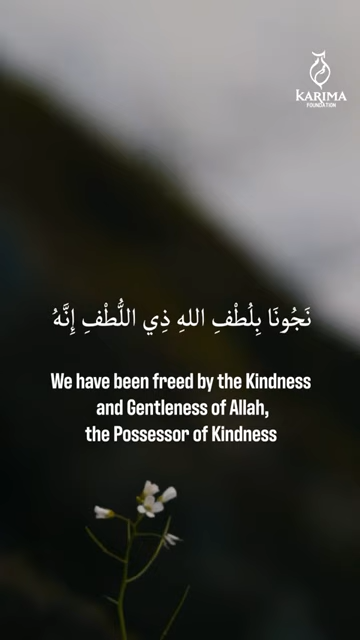 KARIMA
FOUNDATION
نَجُونَا بِلُطْفِ اللهِ ذِي اللُّطْفِ إِنَّهُ
We have been freed by the Kindness
and Gentleness of Allah,
the Possessor of Kindness